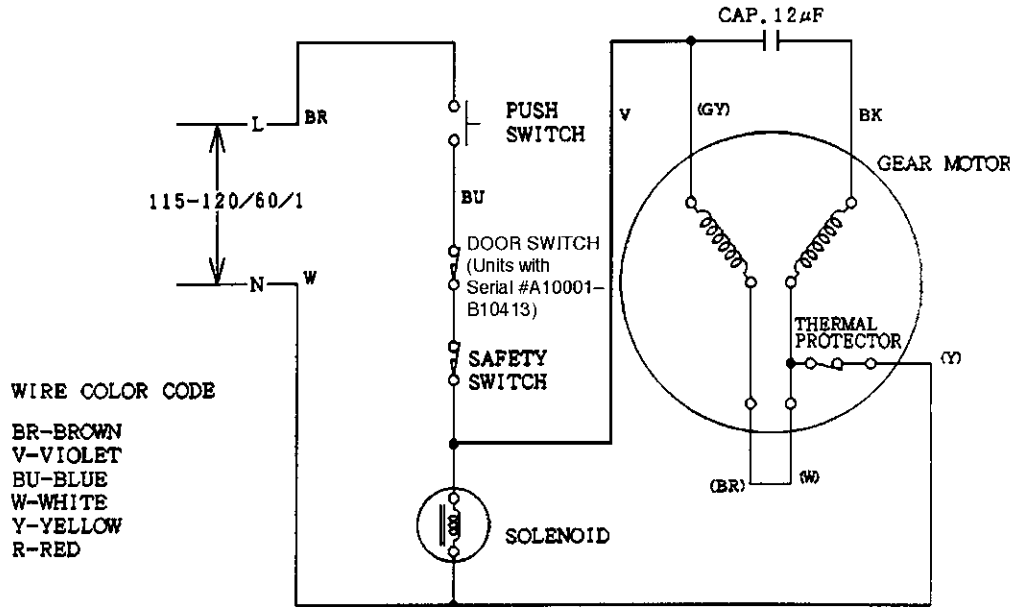 CAP. 12μF
L
BR
PUSH
SWITCH
V
(GY)
BK
GEAR MOTOR
115-120/60/1
BU
DOOR SWITCH
(Units with
Serial #A10001–
B10413)
N
W
THERMAL
PROTECTOR
(Y)
SAFETY
SWITCH
WIRE COLOR CODE
BR-BROWN
V-VIOLET
BU-BLUE
W-WHITE
Y-YELLOW
R-RED
(BR)
(W)
SOLENOID